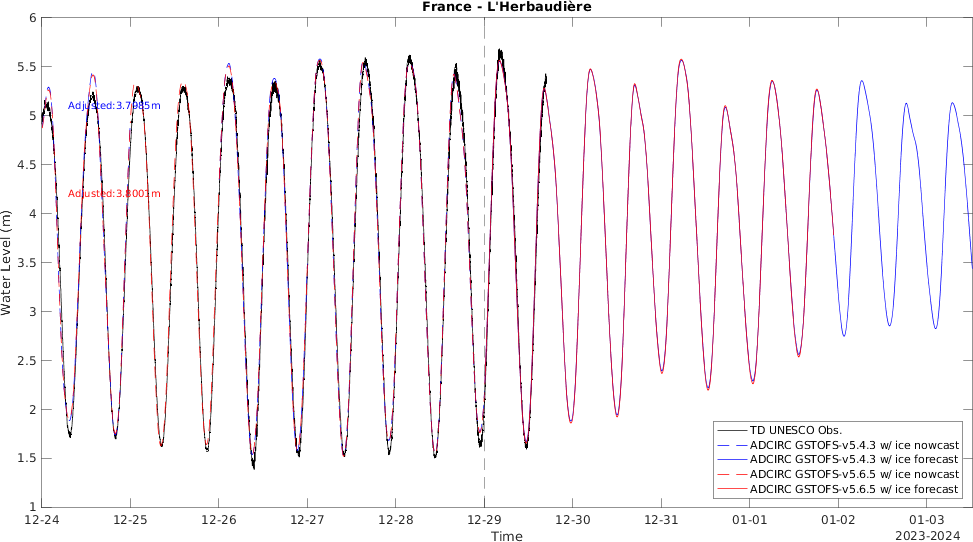 France - L'Herbaudière
6
5.5
5
4.5
4
3.5
3
2.5
2
1.5
1
Water Level (m)
Adjusted:3.7985m
Adjusted:3.8003m
TD UNESCO Obs.
ADCIRC GSTOFS-v5.4.3 w/ ice nowcast
ADCIRC GSTOFS-v5.4.3 w/ ice forecast
ADCIRC GSTOFS-v5.6.5 w/ ice nowcast
ADCIRC GSTOFS-v5.6.5 w/ ice forecast
12-24 12-25 12-26 12-27 12-28 12-29 12-30 12-31 01-01 01-02 01-03
Time
2023-2024